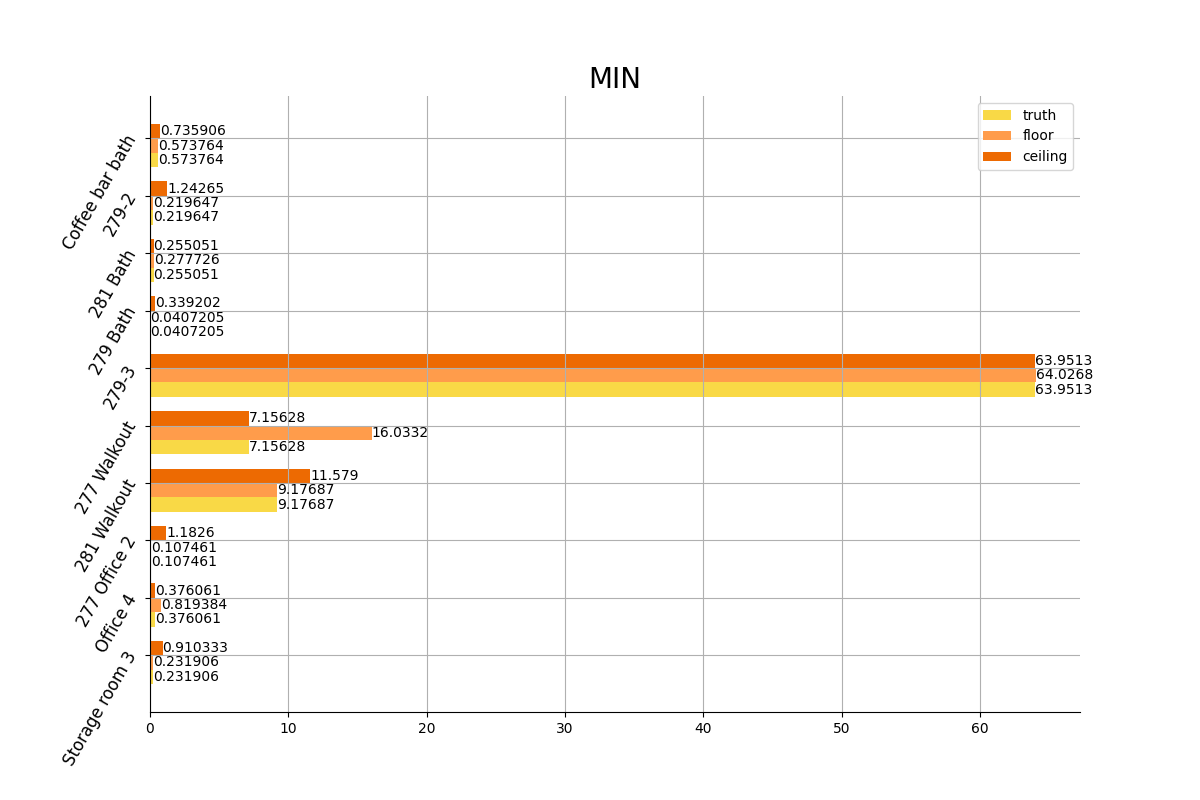 MIN
truth
floor
ceiling
Coffee bar bath
0.735906
0.573764
0.573764
279-2
1.24265
0.219647
0.219647
281 Bath
0.255051
0.277726
0.255051
279 Bath
0.339202
0.0407205
0.0407205
279-3
63.9513
64.0268
63.9513
277 Walkout
7.15628
16.0332
7.15628
281 Walkout
11.579
9.17687
9.17687
277 Office 2
1.1826
0.107461
0.107461
Office 4
0.376061
0.819384
0.376061
Storage room 3
0.910333
0.231906
0.231906
0 10 20 30 40 50 60